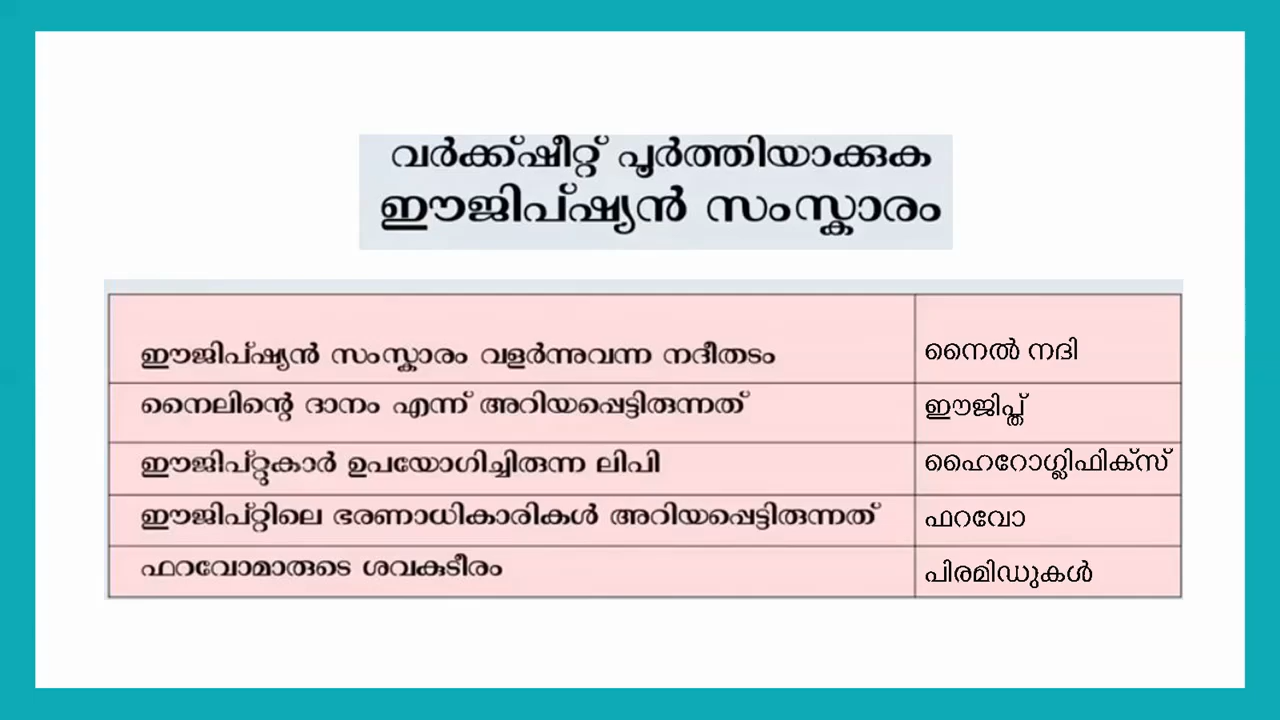 വർക്ക്ഷീറ്റ് പൂർത്തിയാക്കുക
ഈജിപ്ഷ്യൻ സംസ്കാരം
ഈജിപ്ഷ്യൻ സംസ്കാരം വളർന്നുവന്ന നദീതടം നൈൽ നദി
നൈലിന്റെ ദാനം എന്ന് അറിയപ്പെട്ടിരുന്നത് ഈജിപ്ത്
ഈജിപ്റ്റുകാർ ഉപയോഗിച്ചിരുന്ന ലിപി ഹൈറോഗ്ലിഫിക്സ്
ഈജിപ്റ്റിലെ ഭരണാധികാരികൾ അറിയപ്പെട്ടിരുന്നത് ഫറവോ
ഫറവോമാരുടെ ശവകുടീരം പിരമിഡുകൾ